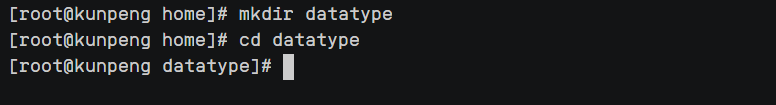 [root@kunpeng home]# mkdir datatype
[root@kunpeng home]# cd datatype
[root@kunpeng datatype]#